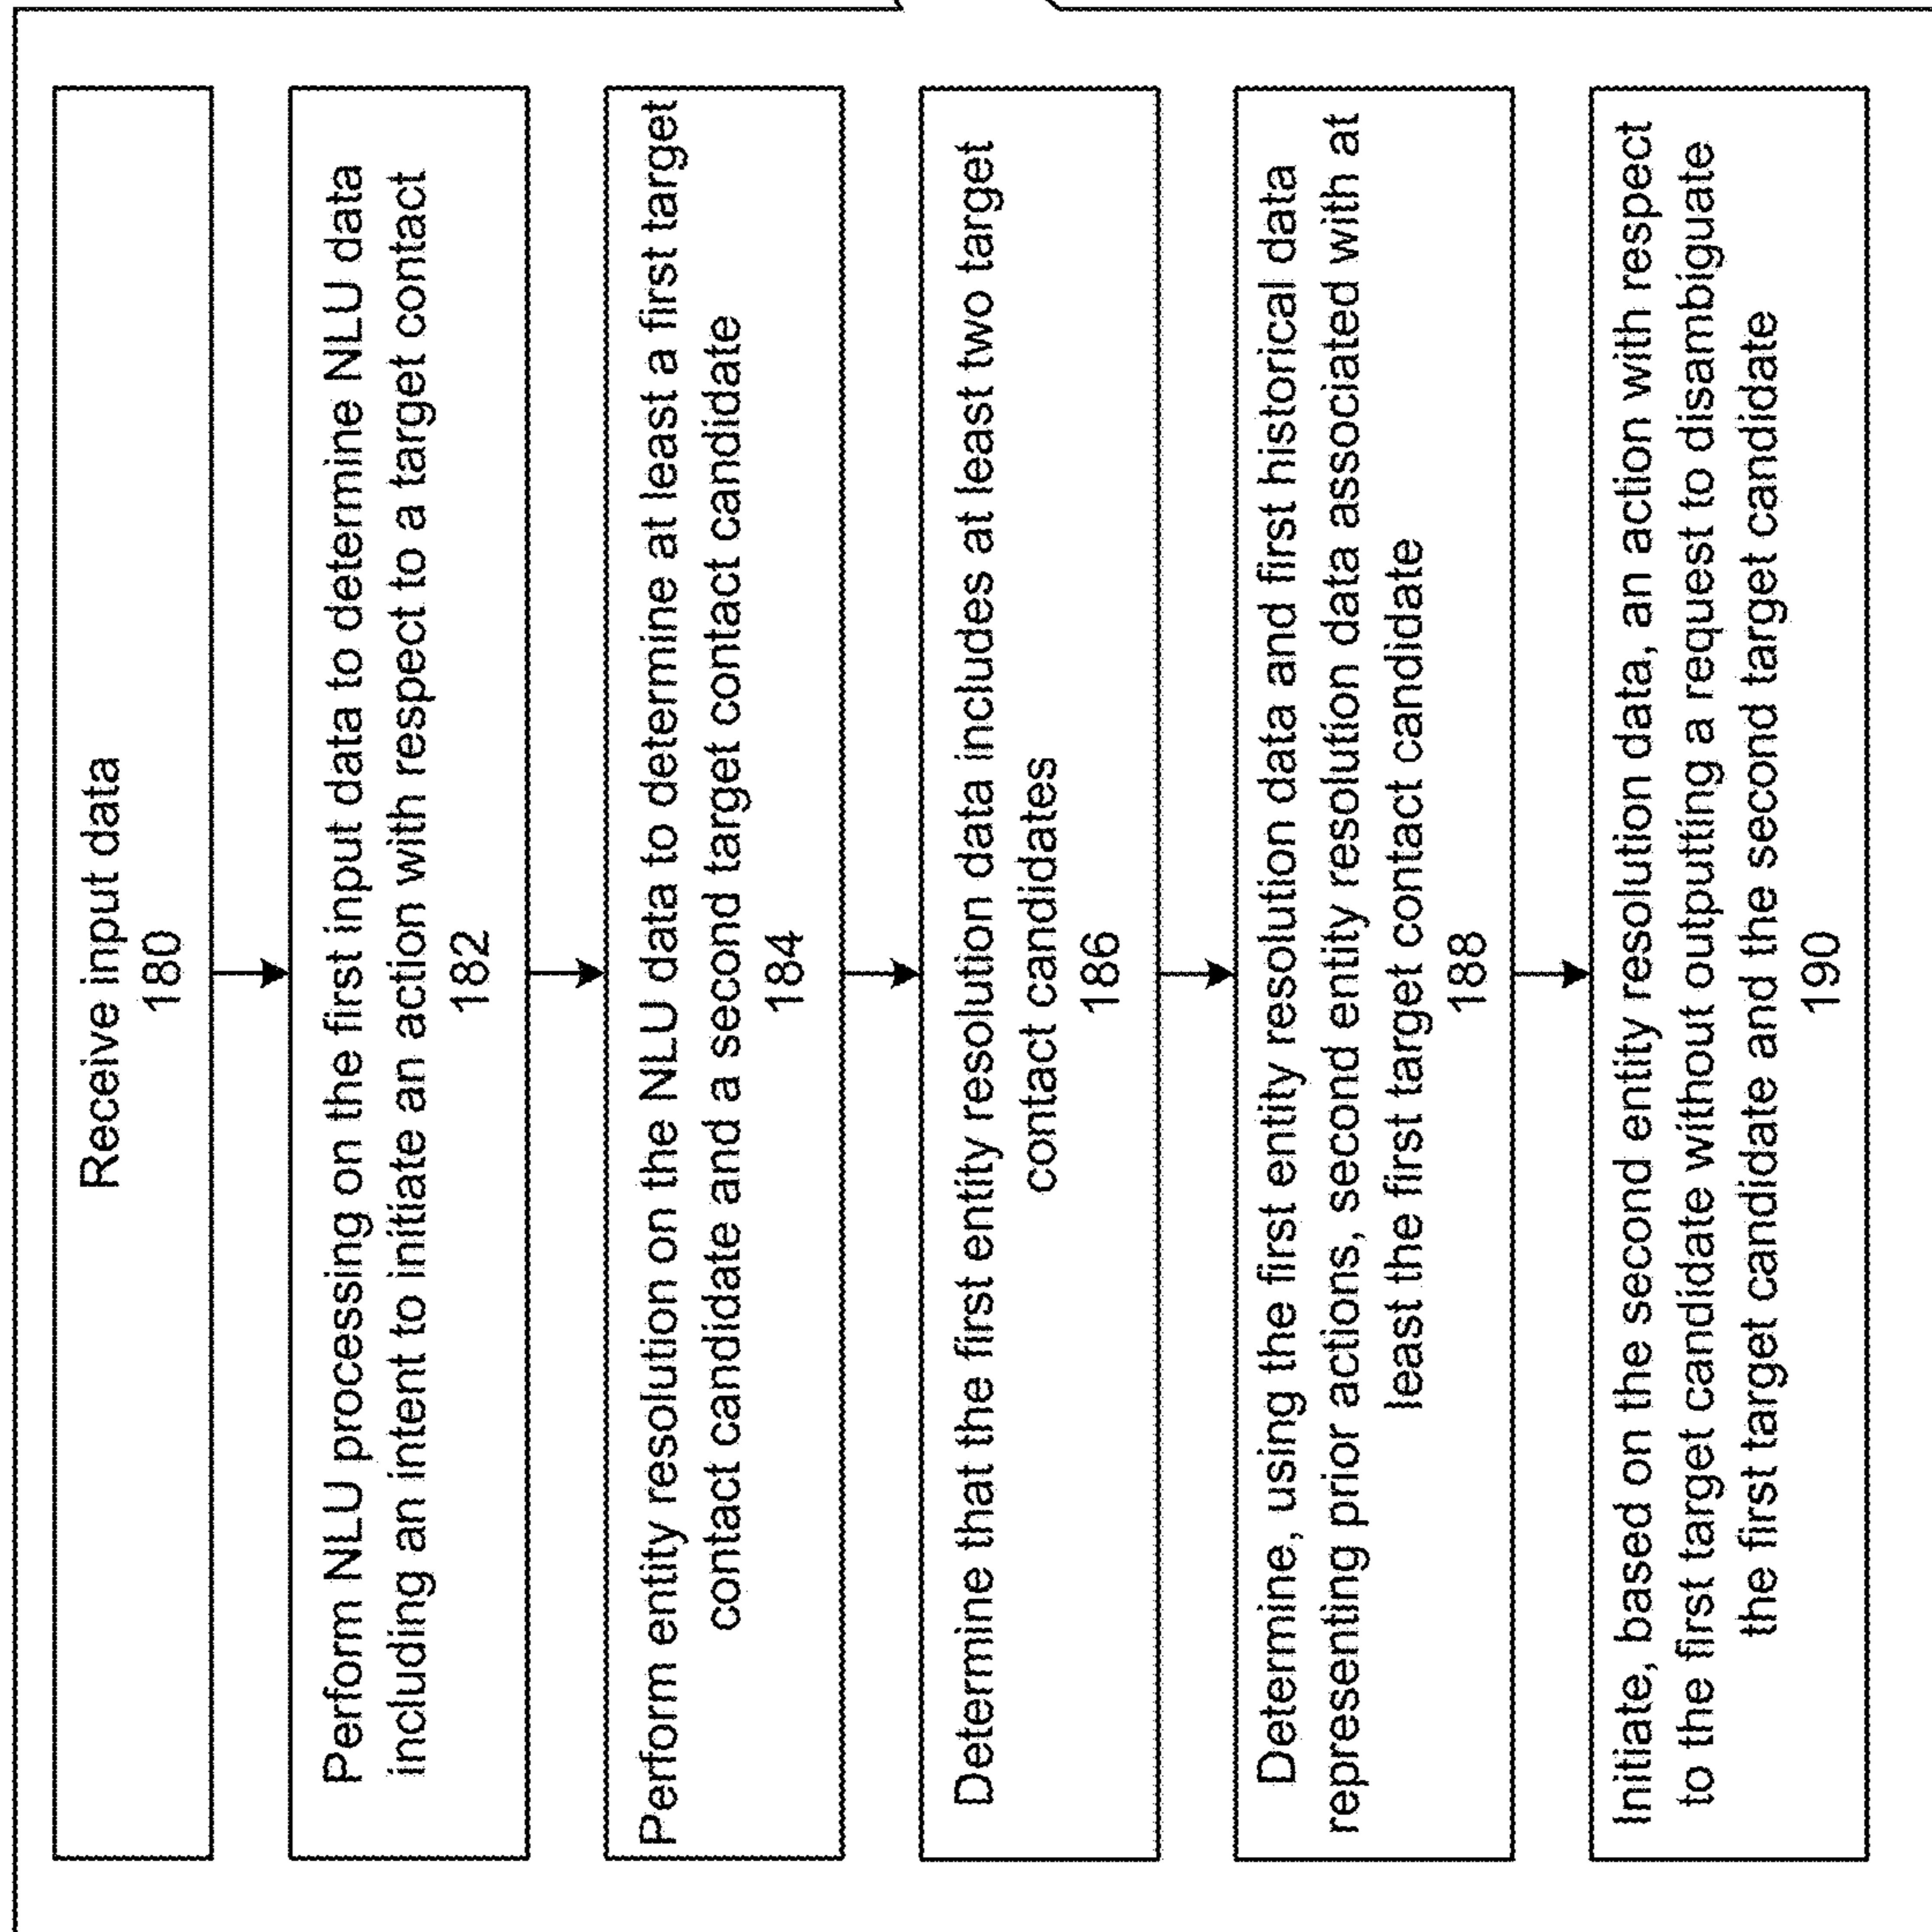 Receive input data
180
Perform NLU processing on the first input data to determine NLU data
including an intent to initiate an action with respect to a target contact
182
Perform entity resolution on the NLU data to determine at least a first target
contact candidate and a second target contact candidate
184
Determine that the first entity resolution data includes at least two target
contact candidates
186
Determine, using the first entity resolution data and first historical data
representing prior actions, second entity resolution data associated with at
least the first target contact candidate
188
Initiate, based on the second entity resolution data, an action with respect
to the first target candidate without outputting a request to disambiguate
the first target candidate and the second target candidate
190